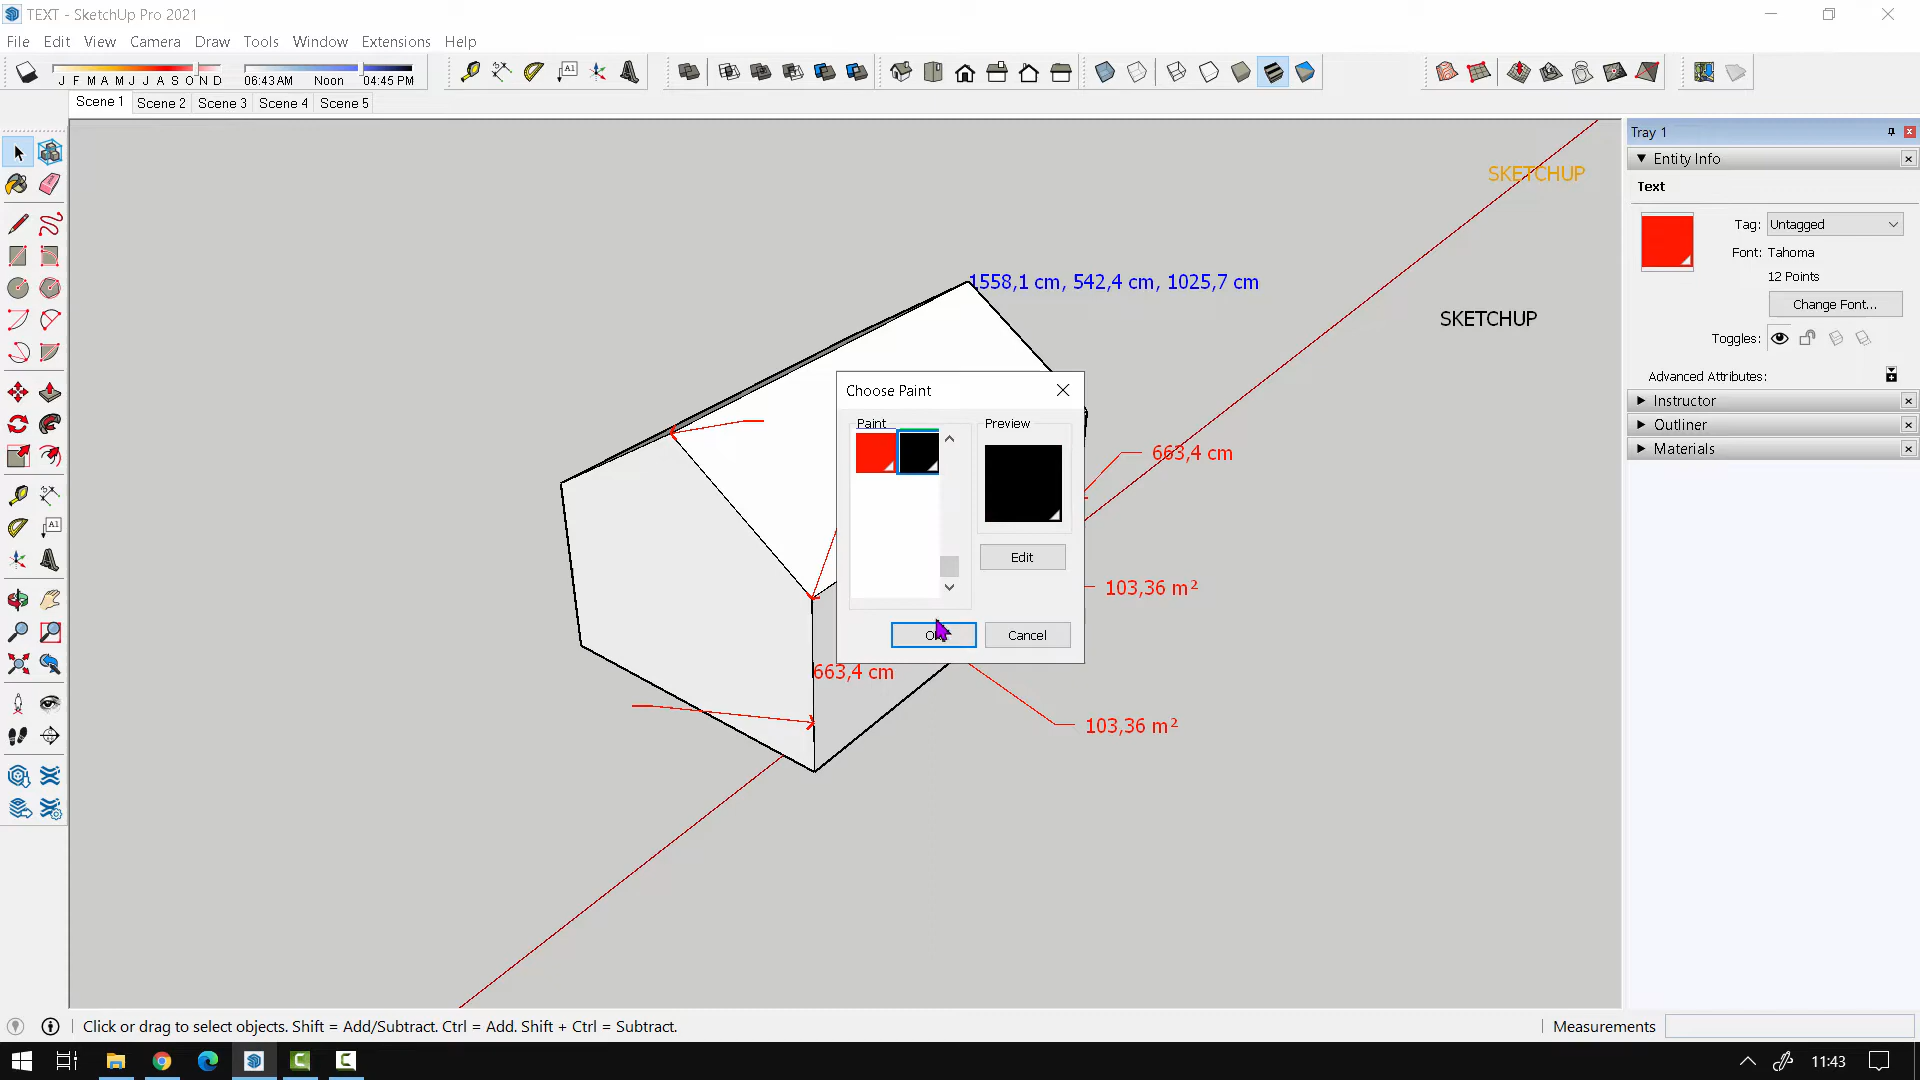 TEXT - SketchUp Pro 2021
File Edit View Camera Draw Tools Window Extensions Help
J F M A M J J A S O N D 06:43 AM Noon 04:45 PM
Scene 1 Scene 2 Scene 3 Scene 4 Scene 5
Tray 1
Entity Info
Text
Tag: Untagged
Font: Tahoma
12 Points
Change Font...
Toggles:
Advanced Attributes:
Instructor
Outliner
Materials
SKETCHUP
1558,1 cm, 542,4 cm, 1025,7 cm
SKETCHUP
Choose Paint
Paint
Preview
Edit
Cancel
663,4 cm
103,36 m²
663,4 cm
103,36 m²
A1
A1
Click or drag to select objects. Shift = Add/Subtract. Ctrl = Add. Shift + Ctrl = Subtract.
Measurements
11:43